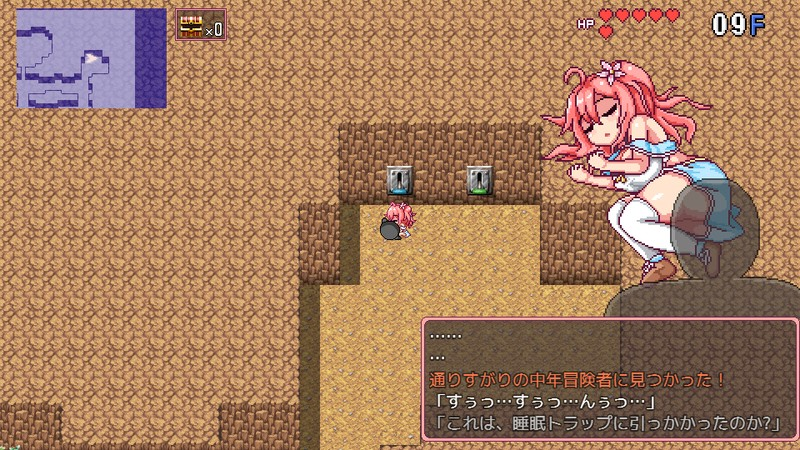 ×0
HP
09F
……
…
通りすがりの中年冒険者に見つかった！
「すぅっ…すぅっ…んぅっ…」
「これは、睡眠トラップに引っかかったのか?」